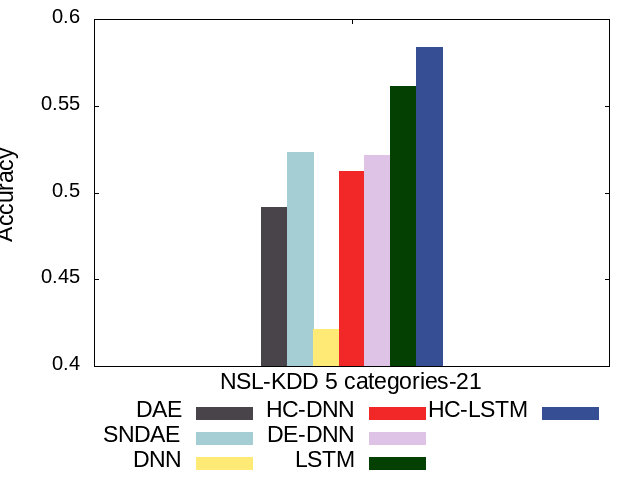 0.6
0.55
0.5
0.45
0.4
Accuracy
NSL-KDD 5 categories-21
DAE HC-DNN HC-LSTM
SNDAE DE-DNN
DNN LSTM